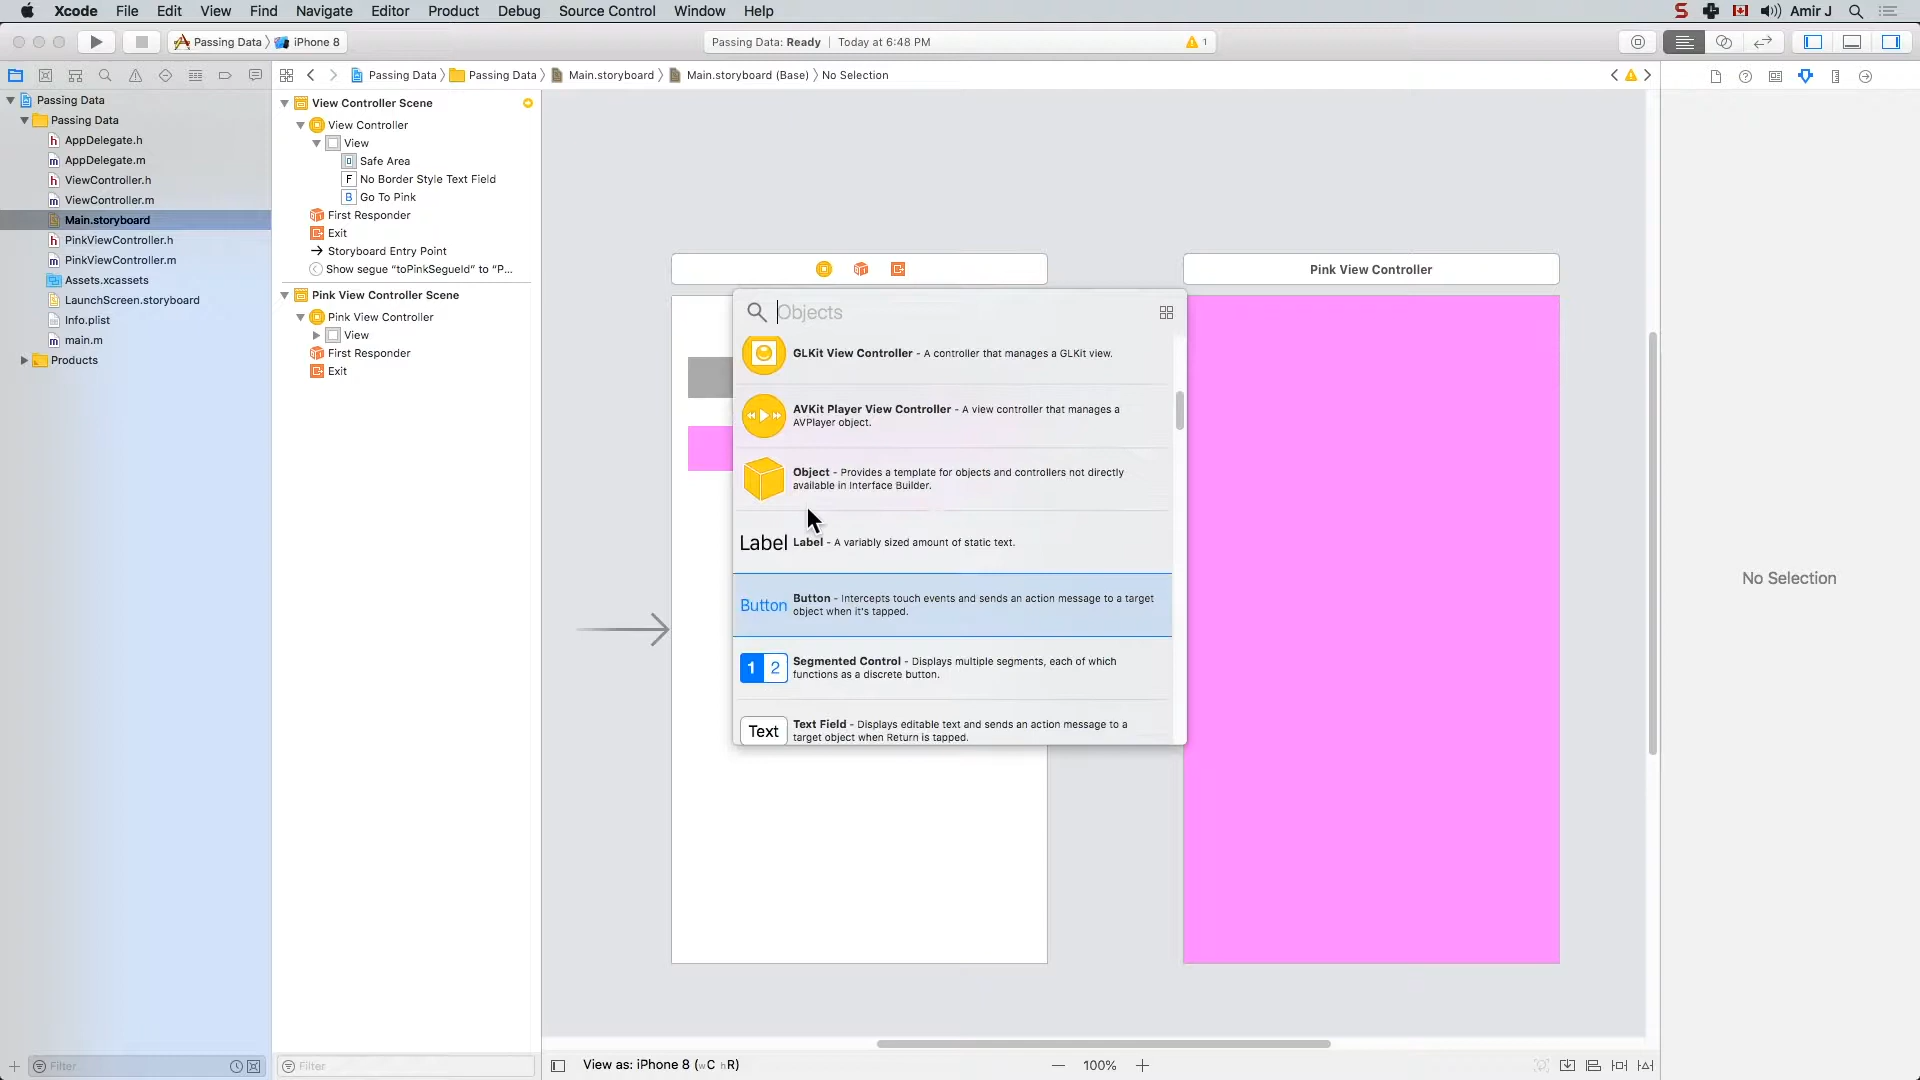 Xcode File Edit View Find Navigate Editor Product Debug Source Control Window Help
Amir J
Passing Data iPhone 8
Passing Data: Ready | Today at 6:48 PM
1
Passing Data Passing Data Main.storyboard Main.storyboard (Base) No Selection
Passing Data
Passing Data
AppDelegate.h
AppDelegate.m
ViewController.h
ViewController.m
Main.storyboard
PinkViewController.h
PinkViewController.m
Assets.xcassets
LaunchScreen.storyboard
Info.plist
main.m
Products
Filter
View Controller Scene
View Controller
View
Safe Area
F No Border Style Text Field
B Go To Pink
First Responder
Exit
Storyboard Entry Point
Show segue "toPinkSegueId" to "P...
Pink View Controller Scene
Pink View Controller
View
First Responder
Exit
Filter
Pink View Controller
Objects
GLKit View Controller - A controller that manages a GLKit view.
AVKit Player View Controller - A view controller that manages a
AVPlayer object.
Object - Provides a template for objects and controllers not directly
available in Interface Builder.
Label Label - A variably sized amount of static text.
Button Button - Intercepts touch events and sends an action message to a target
object when it's tapped.
1 2 Segmented Control - Displays multiple segments, each of which
functions as a discrete button.
Text Text Field - Displays editable text and sends an action message to a
target object when Return is tapped.
No Selection
View as: iPhone 8 (wC hR)
100%